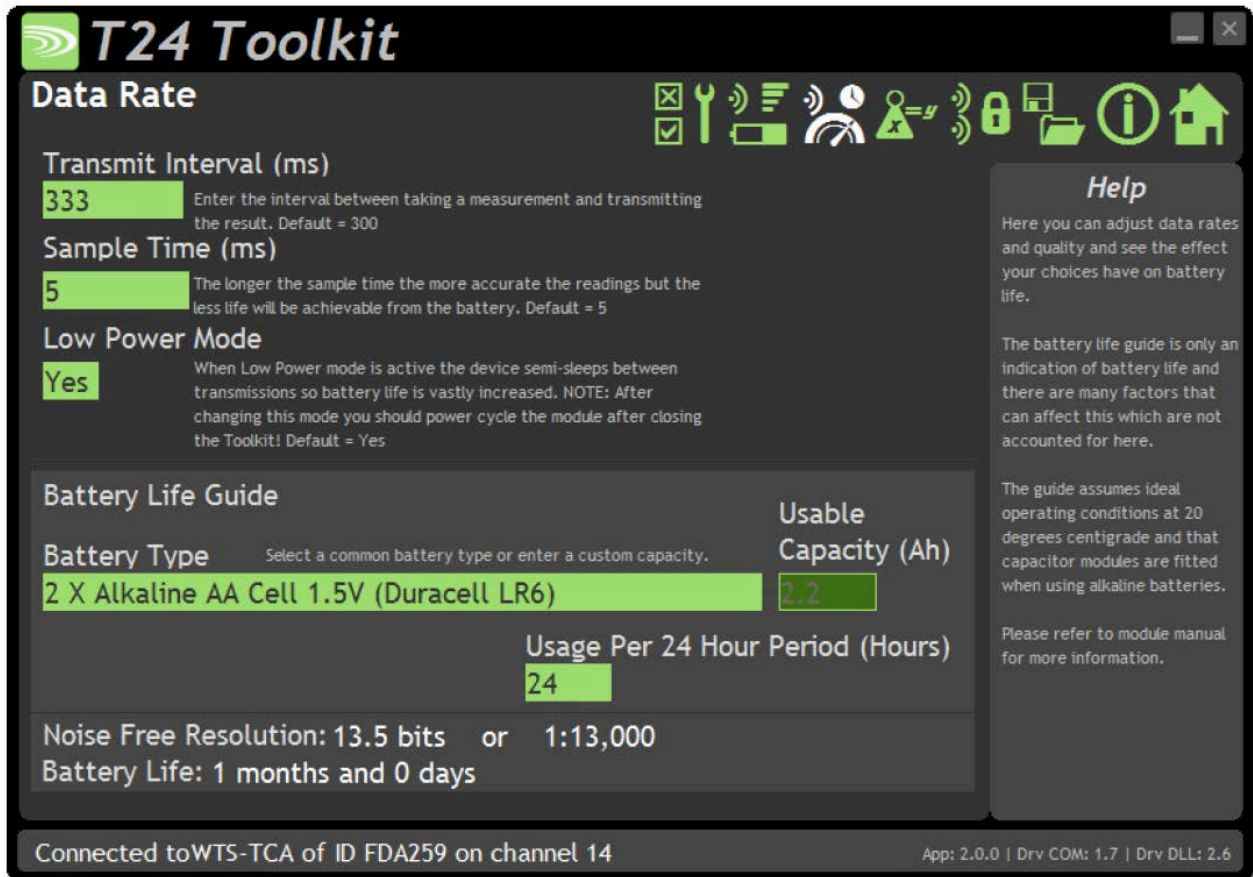 T24 Toolkit
Data Rate
Transmit Interval (ms)
333
Enter the interval between taking a measurement and transmitting
the result. Default = 300
Sample Time (ms)
5
The longer the sample time the more accurate the readings but the
less life will be achievable from the battery. Default = 5
Low Power Mode
Yes
When Low Power mode is active the device semi-sleeps between
transmissions so battery life is vastly increased. NOTE: After
changing this mode you should power cycle the module after closing
the Toolkit! Default = Yes
Battery Life Guide
Battery Type
Select a common battery type or enter a custom capacity.
Usable
Capacity (Ah)
2 X Alkaline AA Cell 1.5V (Duracell LR6)
2.2
Usage Per 24 Hour Period (Hours)
24
Noise Free Resolution: 13.5 bits or 1:13,000
Battery Life: 1 months and 0 days
x=y
Help
Here you can adjust data rates
and quality and see the effect
your choices have on battery
life.
The battery life guide is only an
indication of battery life and
there are many factors that
can affect this which are not
accounted for here.
The guide assumes ideal
operating conditions at 20
degrees centigrade and that
capacitor modules are fitted
when using alkaline batteries.
Please refer to module manual
for more information.
Connected toWTS-TCA of ID FDA259 on channel 14
App: 2.0.0 | Drv COM: 1.7 | Drv DLL: 2.6